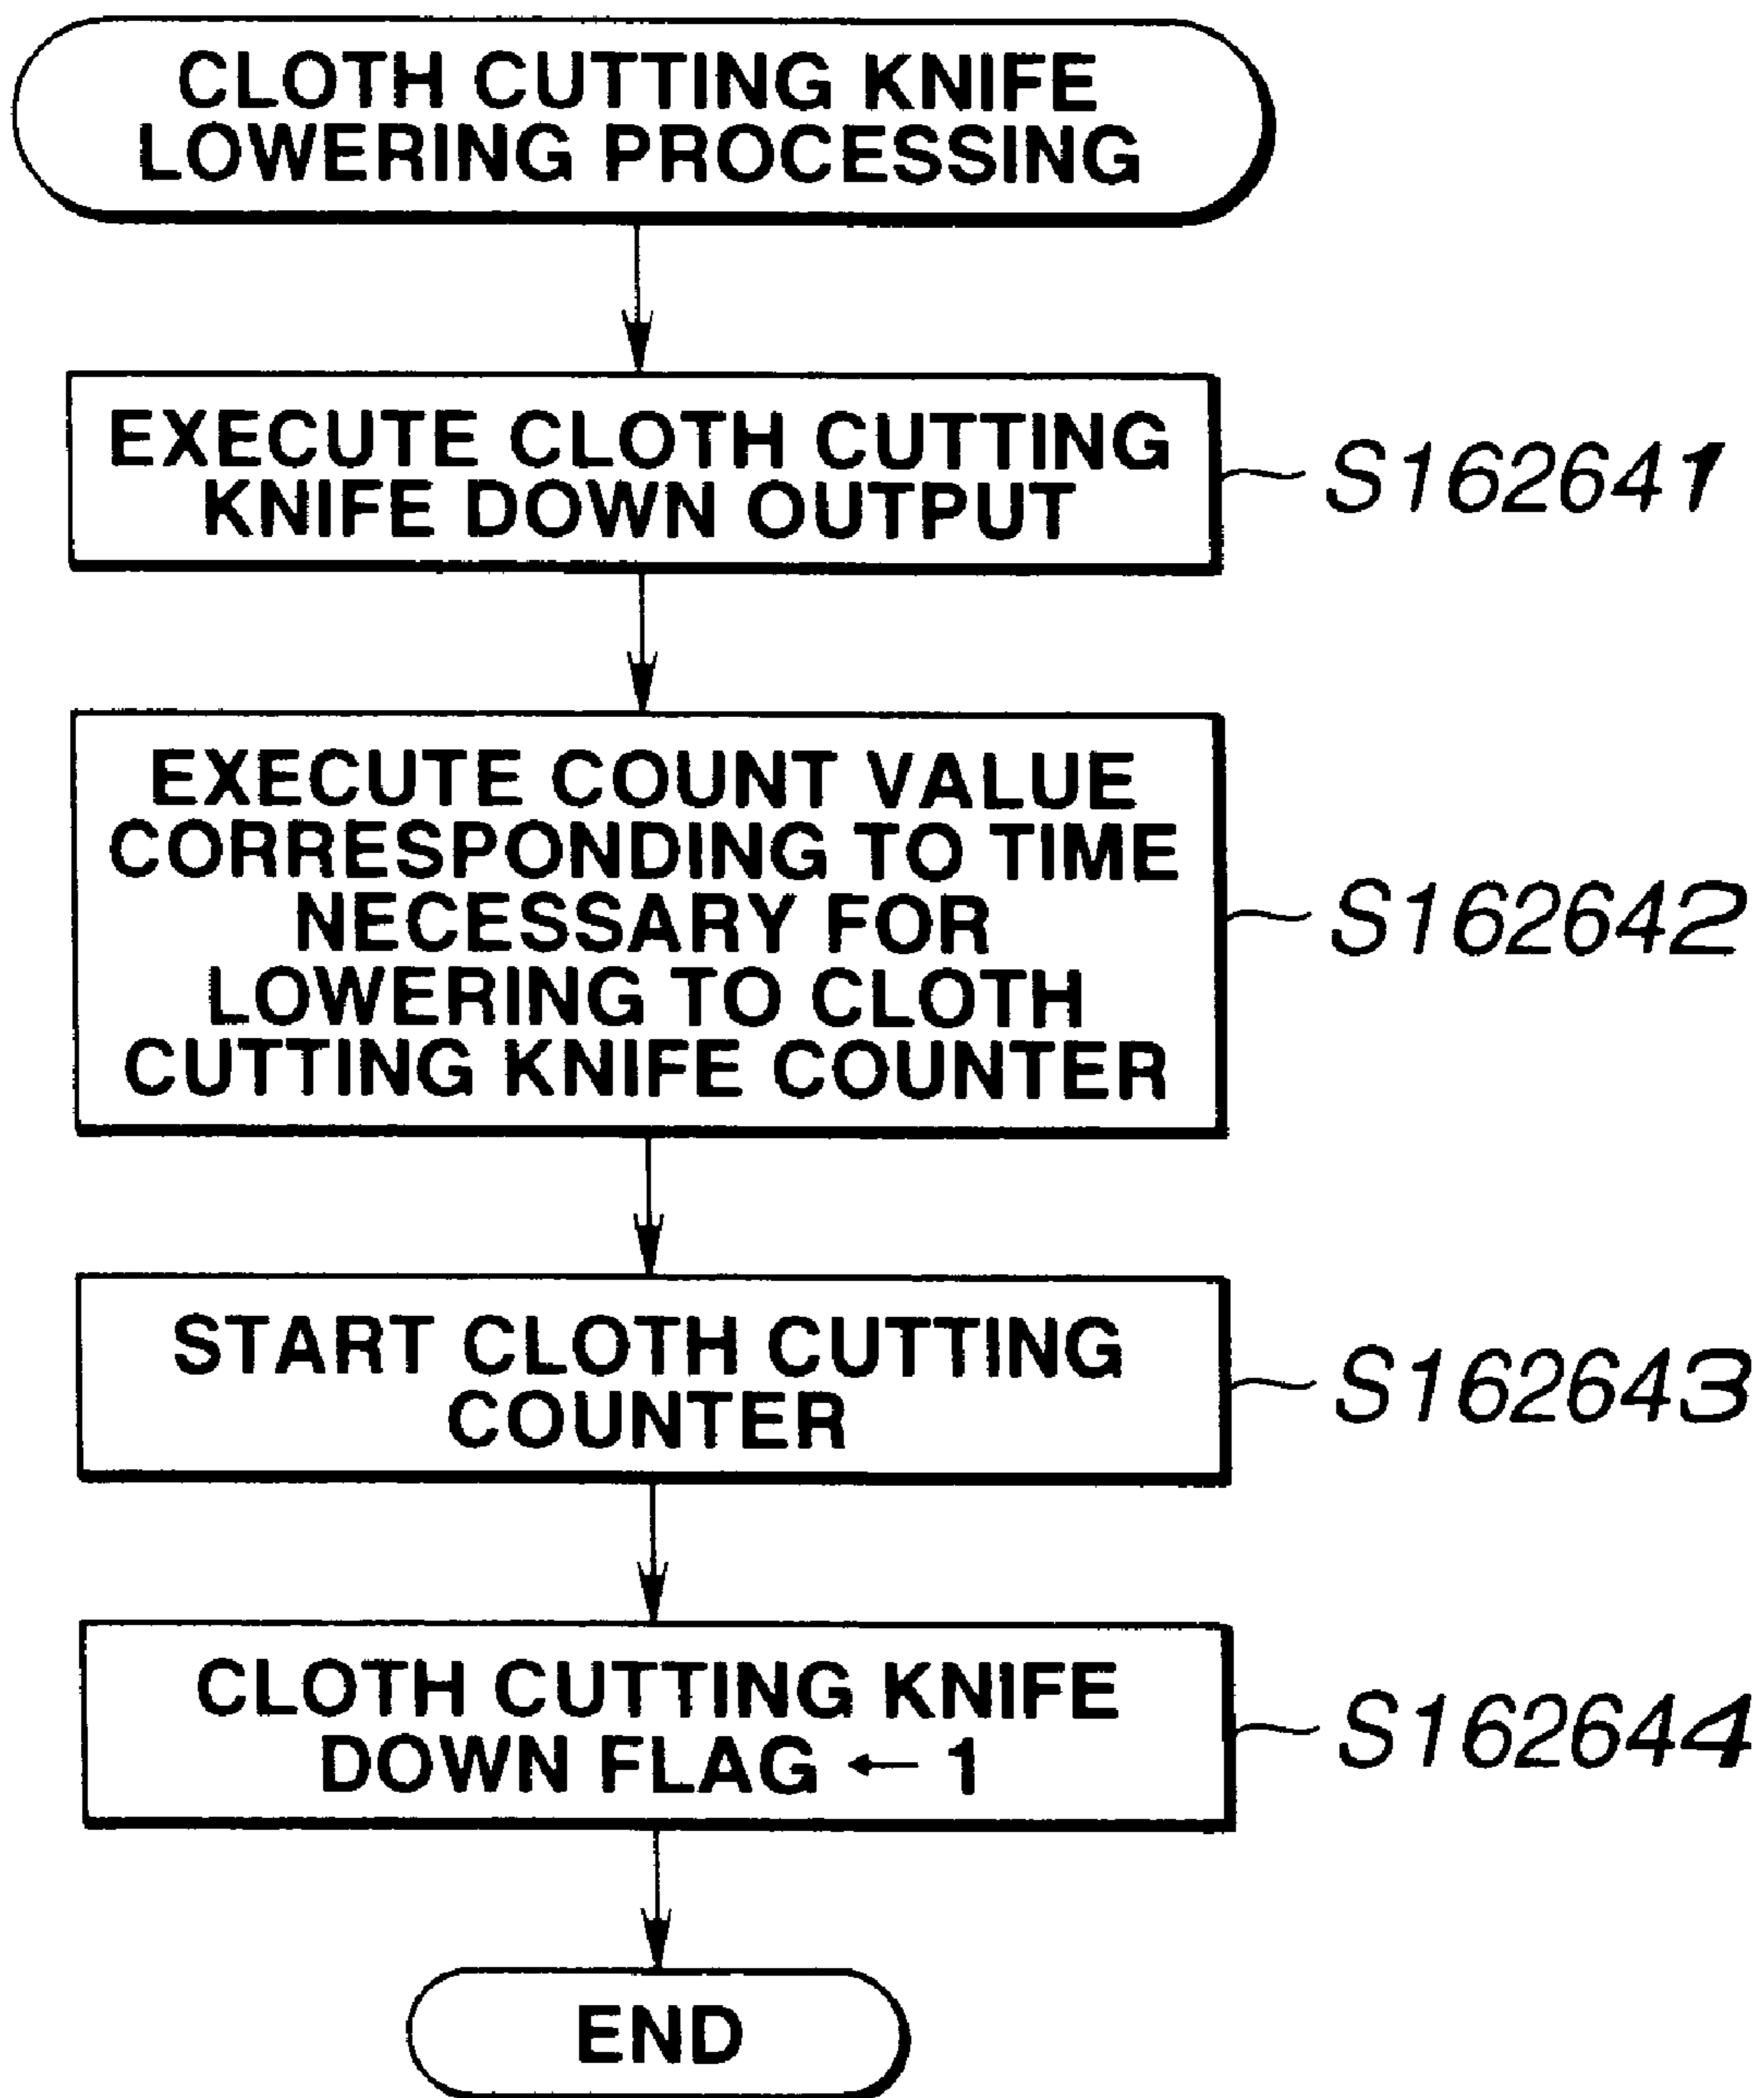 CLOTH CUTTING KNIFE
LOWERING PROCESSING
EXECUTE CLOTH CUTTING
KNIFE DOWN OUTPUT
S162641
EXECUTE COUNT VALUE
CORRESPONDING TO TIME
NECESSARY FOR
LOWERING TO CLOTH
CUTTING KNIFE COUNTER
S162642
START CLOTH CUTTING
COUNTER
S162643
CLOTH CUTTING KNIFE
DOWN FLAG ← 1
S162644
END